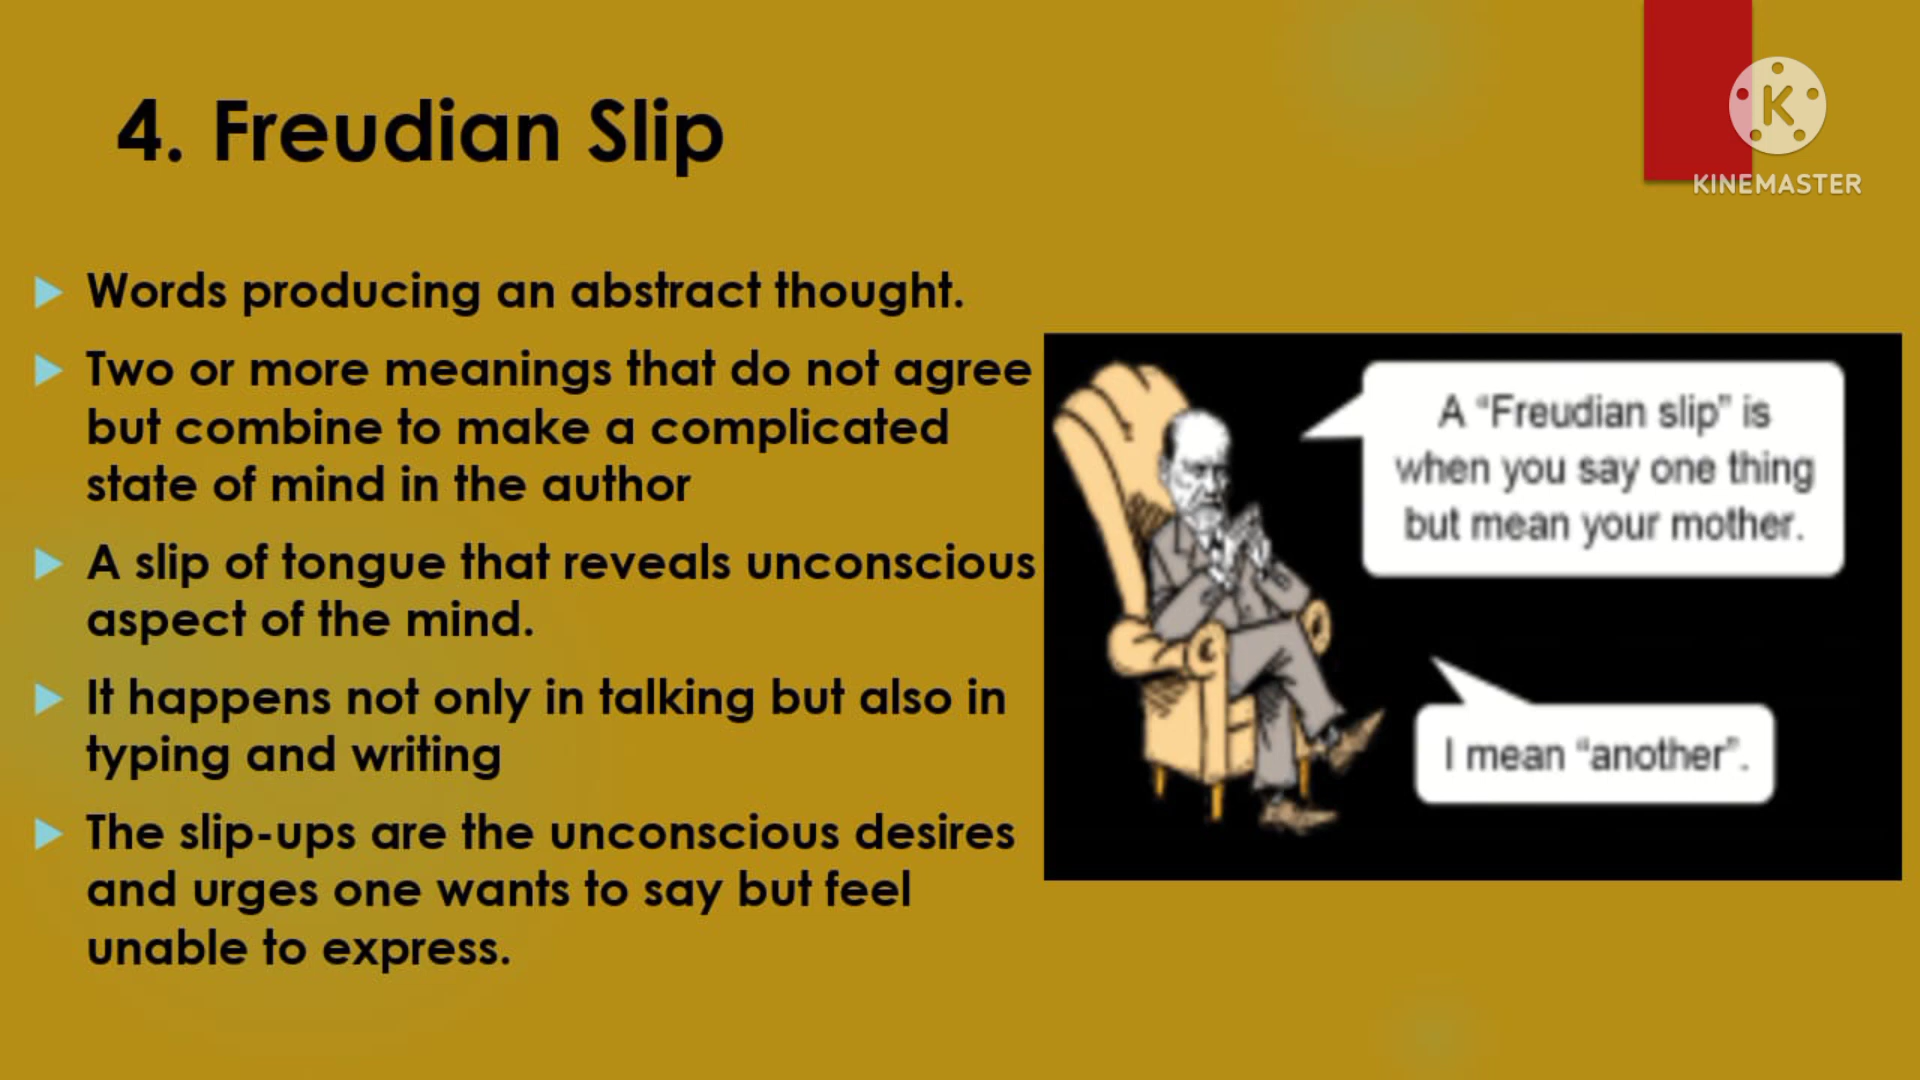 4. Freudian Slip
K
KINEMASTER
Words producing an abstract thought.
Two or more meanings that do not agree
but combine to make a complicated
state of mind in the author
A slip of tongue that reveals unconscious
aspect of the mind.
It happens not only in talking but also in
typing and writing
The slip-ups are the unconscious desires
and urges one wants to say but feel
unable to express.
A “Freudian slip” is
when you say one thing
but mean your mother.
I mean “another”.